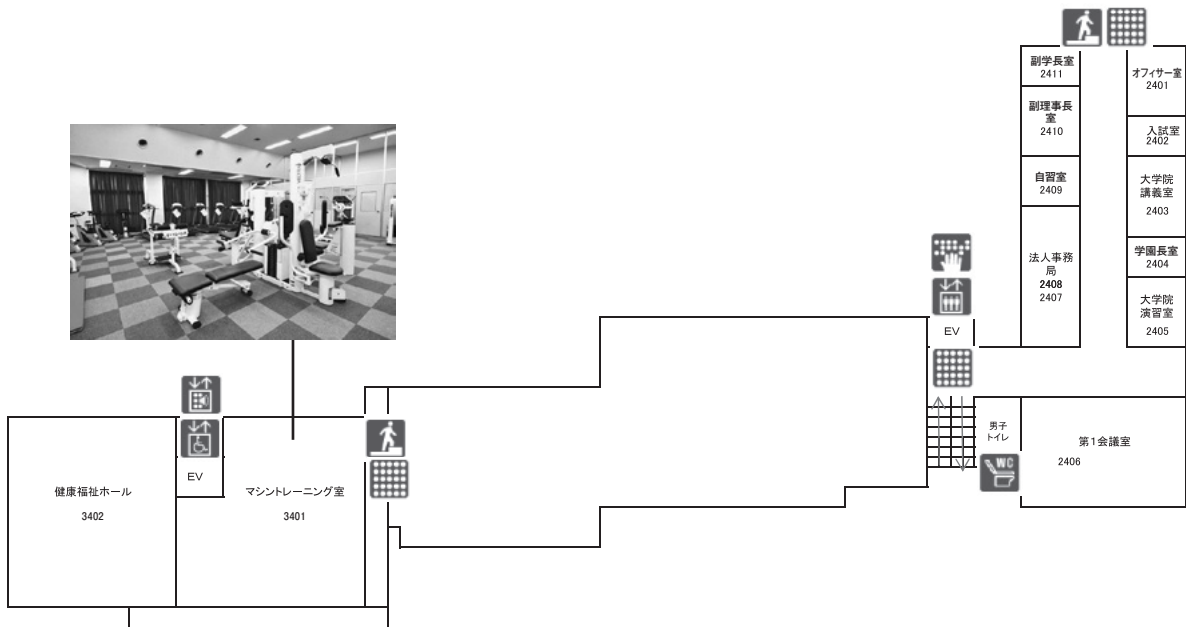 副学長室
2411
副理事長
室
2410
自習室
2409
法人事務
局
2408
2407
オフィサー室
2401
入試室
2402
大学院
講義室
2403
学園長室
2404
大学院
演習室
2405
EV
男子
トイレ
WC
第1会議室
2406
EV
健康福祉ホール
3402
マシントレーニング室
3401